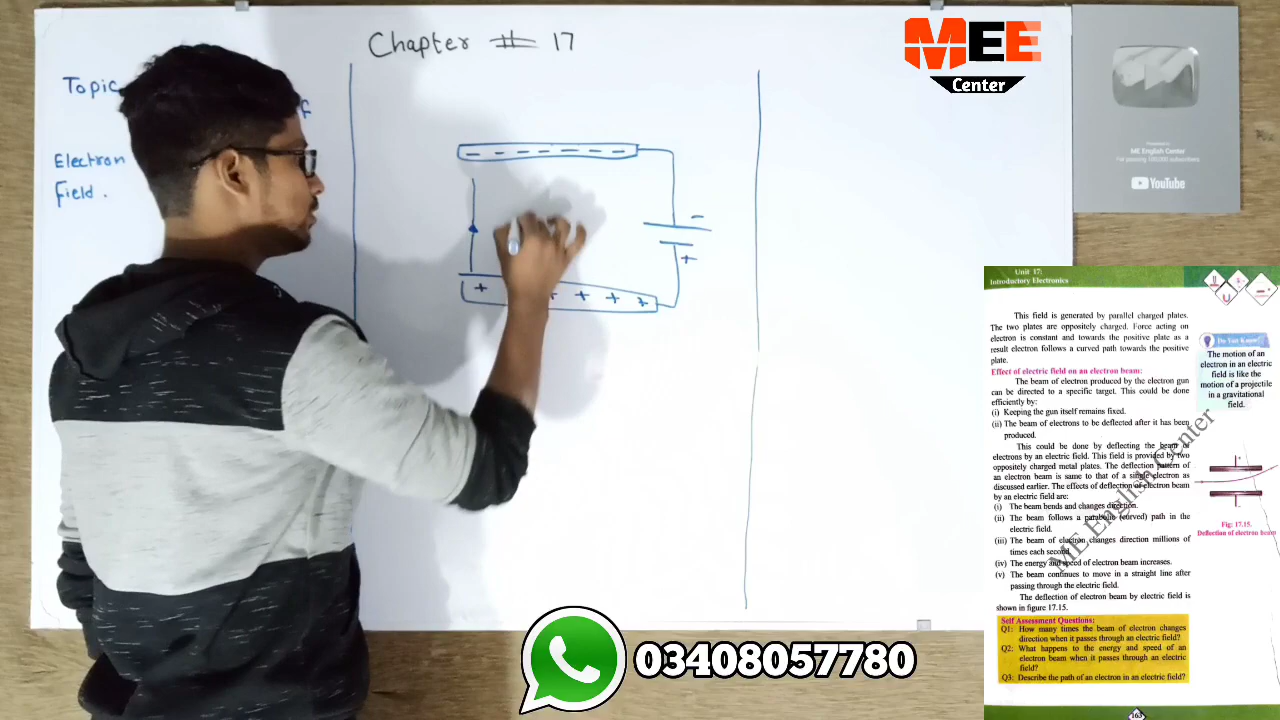 Chapter # 17
Topic
f
Electron
Field.
- - - - - - -
-
+
+ + + + +
MEE
Center
Presented to
ME English Center
For passing 100,000 subscribers
YouTube
Unit 17:
Introductory Electronics
This field is generated by parallel charged plates.
The two plates are oppositely charged. Force acting on
electron is constant and towards the positive plate as a
result electron follows a curved path towards the positive
plate.
Effect of electric field on an electron beam:
The beam of electron produced by the electron gun
can be directed to a specific target. This could be done
efficiently by:
(i) Keeping the gun itself remains fixed.
(ii) The beam of electrons to be deflected after it has been
produced.
This could be done by deflecting the beam of
electrons by an electric field. This field is provided by two
oppositely charged metal plates. The deflection pattern of
an electron beam is same to that of a single electron as
discussed earlier. The effects of deflection of electron beam
by an electric field are:
(i) The beam bends and changes direction.
(ii) The beam follows a parabolic (curved) path in the
electric field.
(iii) The beam of electron changes direction millions of
times each second.
(iv) The energy and speed of electron beam increases.
(v) The beam continues to move in a straight line after
passing through the electric field.
The deflection of electron beam by electric field is
shown in figure 17.15.
Self Assessment Questions:
Q1: How many times the beam of electron changes
direction when it passes through an electric field?
Q2: What happens to the energy and speed of an
electron beam when it passes through an electric
field?
Q3: Describe the path of an electron in an electric field?
163
Do You Know
The motion of an
electron in an electric
field is like the
motion of a projectile
in a gravitational
field.
Fig: 17.15.
Deflection of electron beam
ME English Center
03408057780